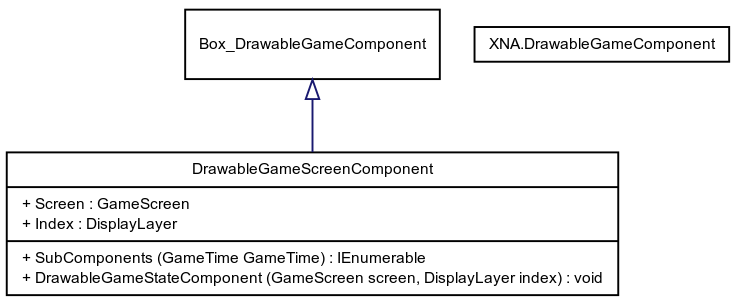 Box_DrawableGameComponent
XNA.DrawableGameComponent
DrawableGameScreenComponent
+ Screen : GameScreen
+ Index : DisplayLayer
+ SubComponents (GameTime GameTime) : IEnumerable
+ DrawableGameStateComponent (GameScreen screen, DisplayLayer index) : void